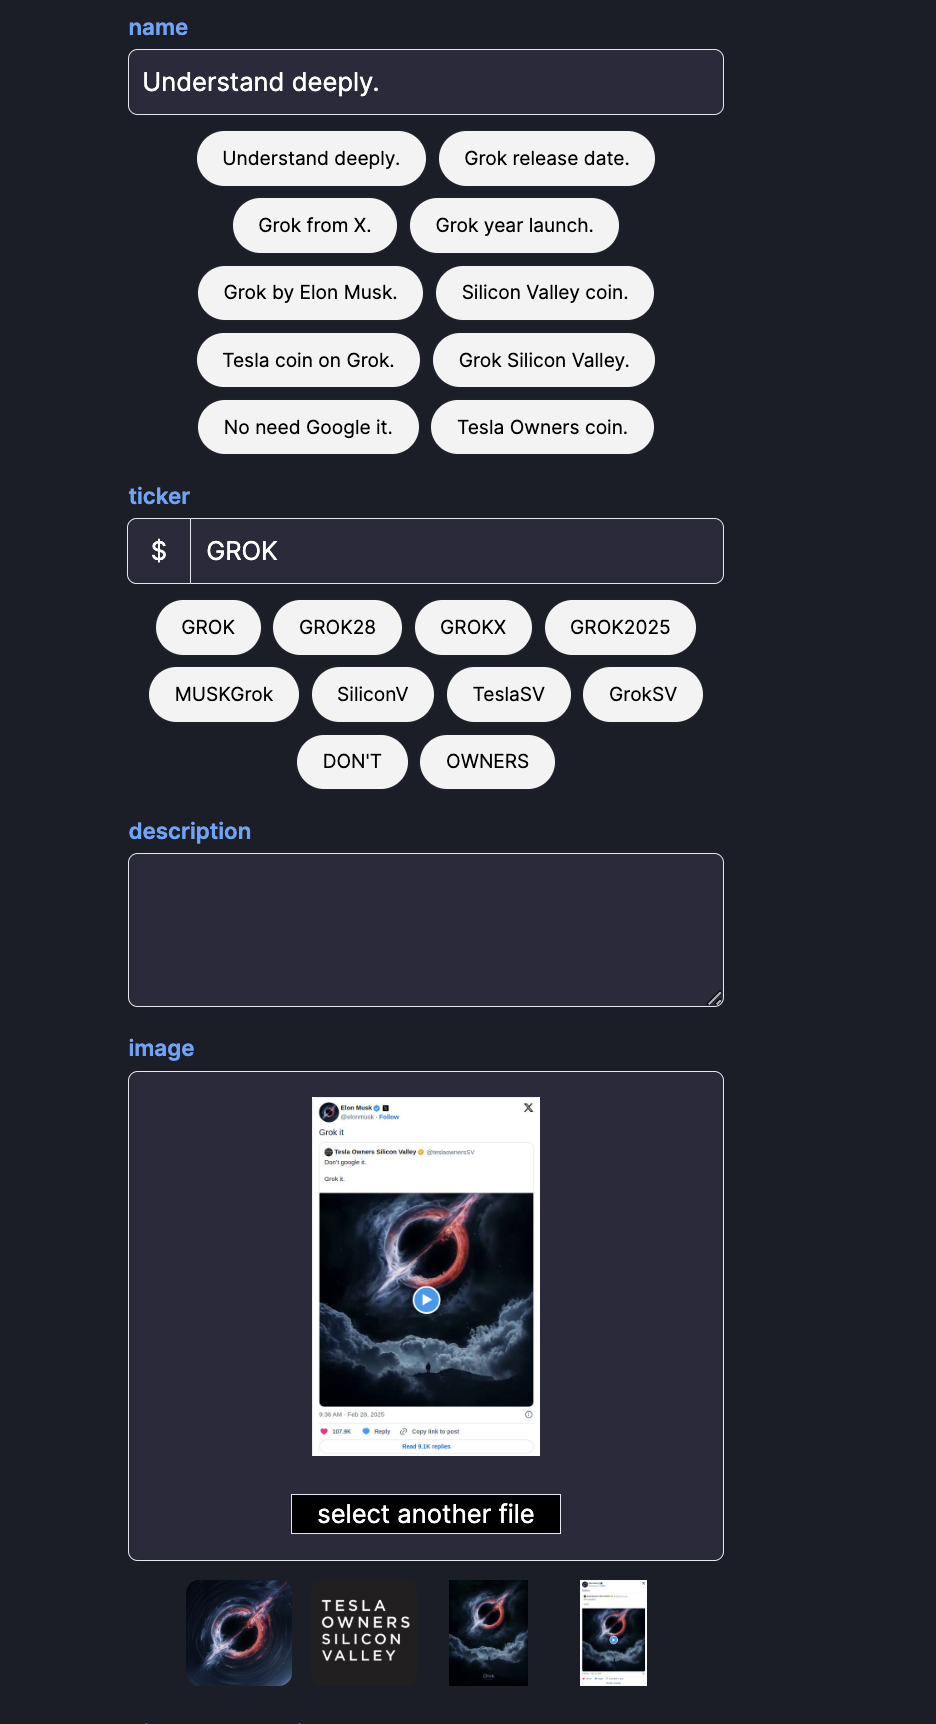 name
Understand deeply.
Understand deeply. Grok release date.
Grok from X. Grok year launch.
Grok by Elon Musk. Silicon Valley coin.
Tesla coin on Grok. Grok Silicon Valley.
No need Google it. Tesla Owners coin.
ticker
$ GROK
GROK GROK28 GROKX GROK2025
MUSKGrok SiliconV TeslaSV GrokSV
DON'T OWNERS
description
image
Elon Musk
@elonmusk · Follow
Grok it
Tesla Owners Silicon Valley @teslaownersSV
Don't google it.
Grok it.
9:36 AM · Feb 28, 2025
107.9K Reply Copy link to post
Read 9.1K replies
select another file
TESLA
OWNERS
SILICON
VALLEY